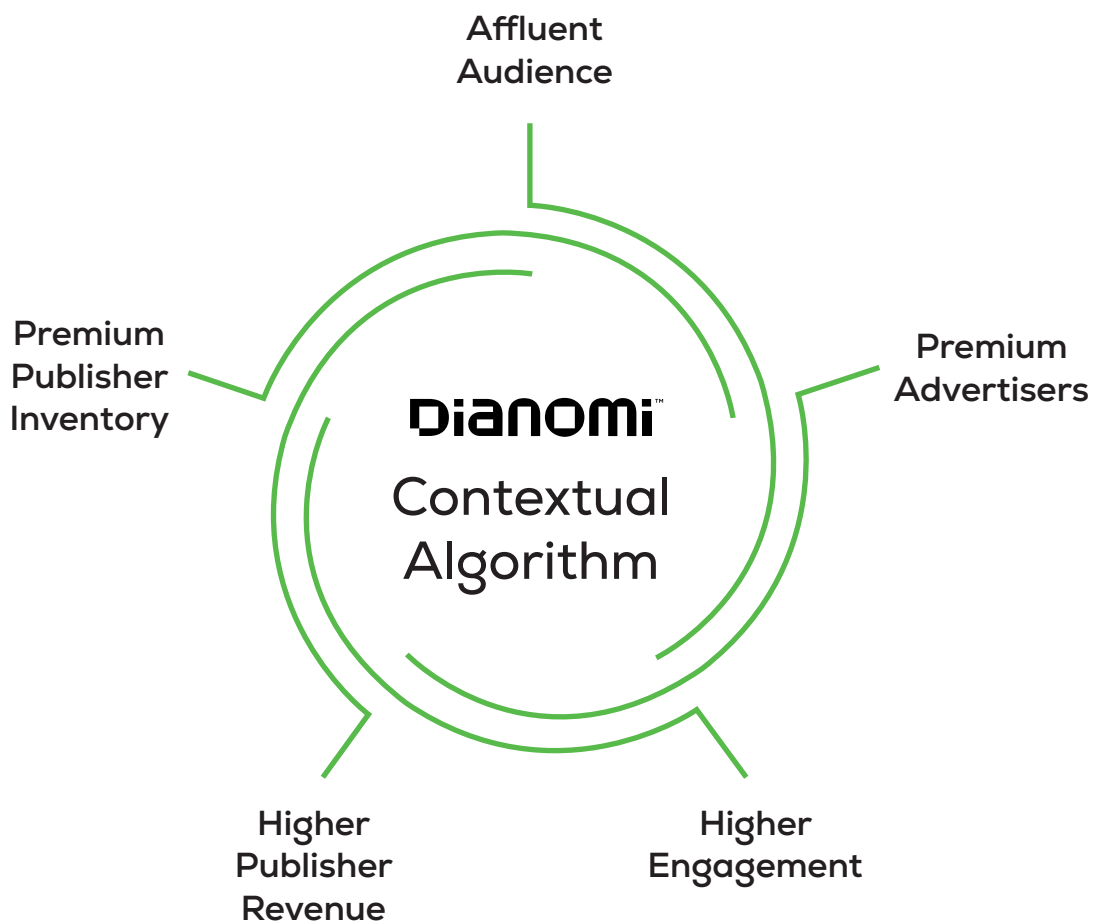 Affluent
Audience
Premium
Publisher
Inventory
Premium
Advertisers
Dianomi™
Contextual
Algorithm
Higher
Publisher
Revenue
Higher
Engagement